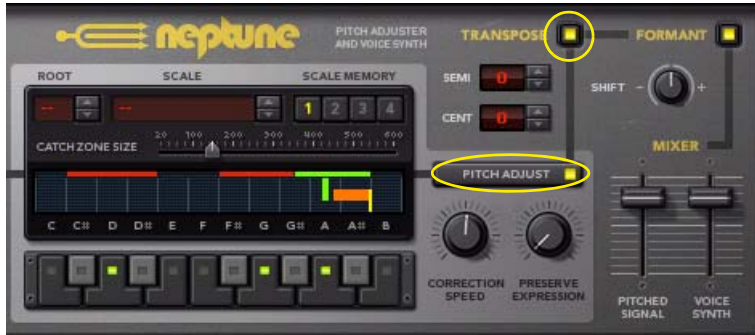 neptune
PITCH ADJUSTER
AND VOICE SYNTH
TRANSPOSE
FORMANT
ROOT
SCALE
SCALE MEMORY
SEMI
0
SHIFT - +
-- -- 1 2 3 4
CENT
0
CATCH ZONE SIZE
20 100 200 300 400 500 600
MIXER
PITCH ADJUST
C C# D D# E F F# G G# A A# B
CORRECTION
SPEED
PRESERVE
EXPRESSION
PITCHED
SIGNAL
VOICE
SYNTH